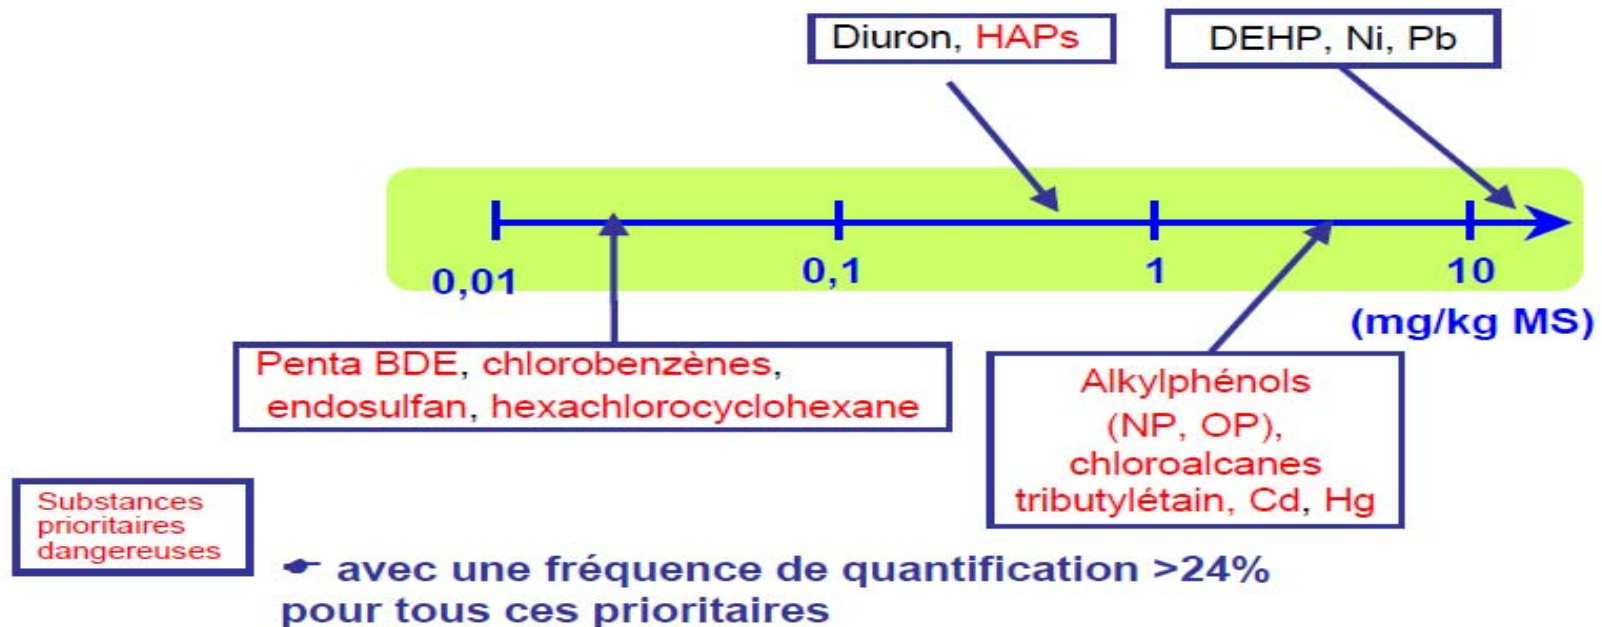 Diuron, HAPs
DEHP, Ni, Pb
0,01
0,1
1
10
(mg/kg MS)
Penta BDE, chlorobenzènes,
endosulfan, hexachlorocyclohexane
Alkylphénols
(NP, OP),
chloroalcanes
tributylétain, Cd, Hg
Substances
prioritaires
dangereuses
☛ avec une fréquence de quantification >24%
pour tous ces prioritaires